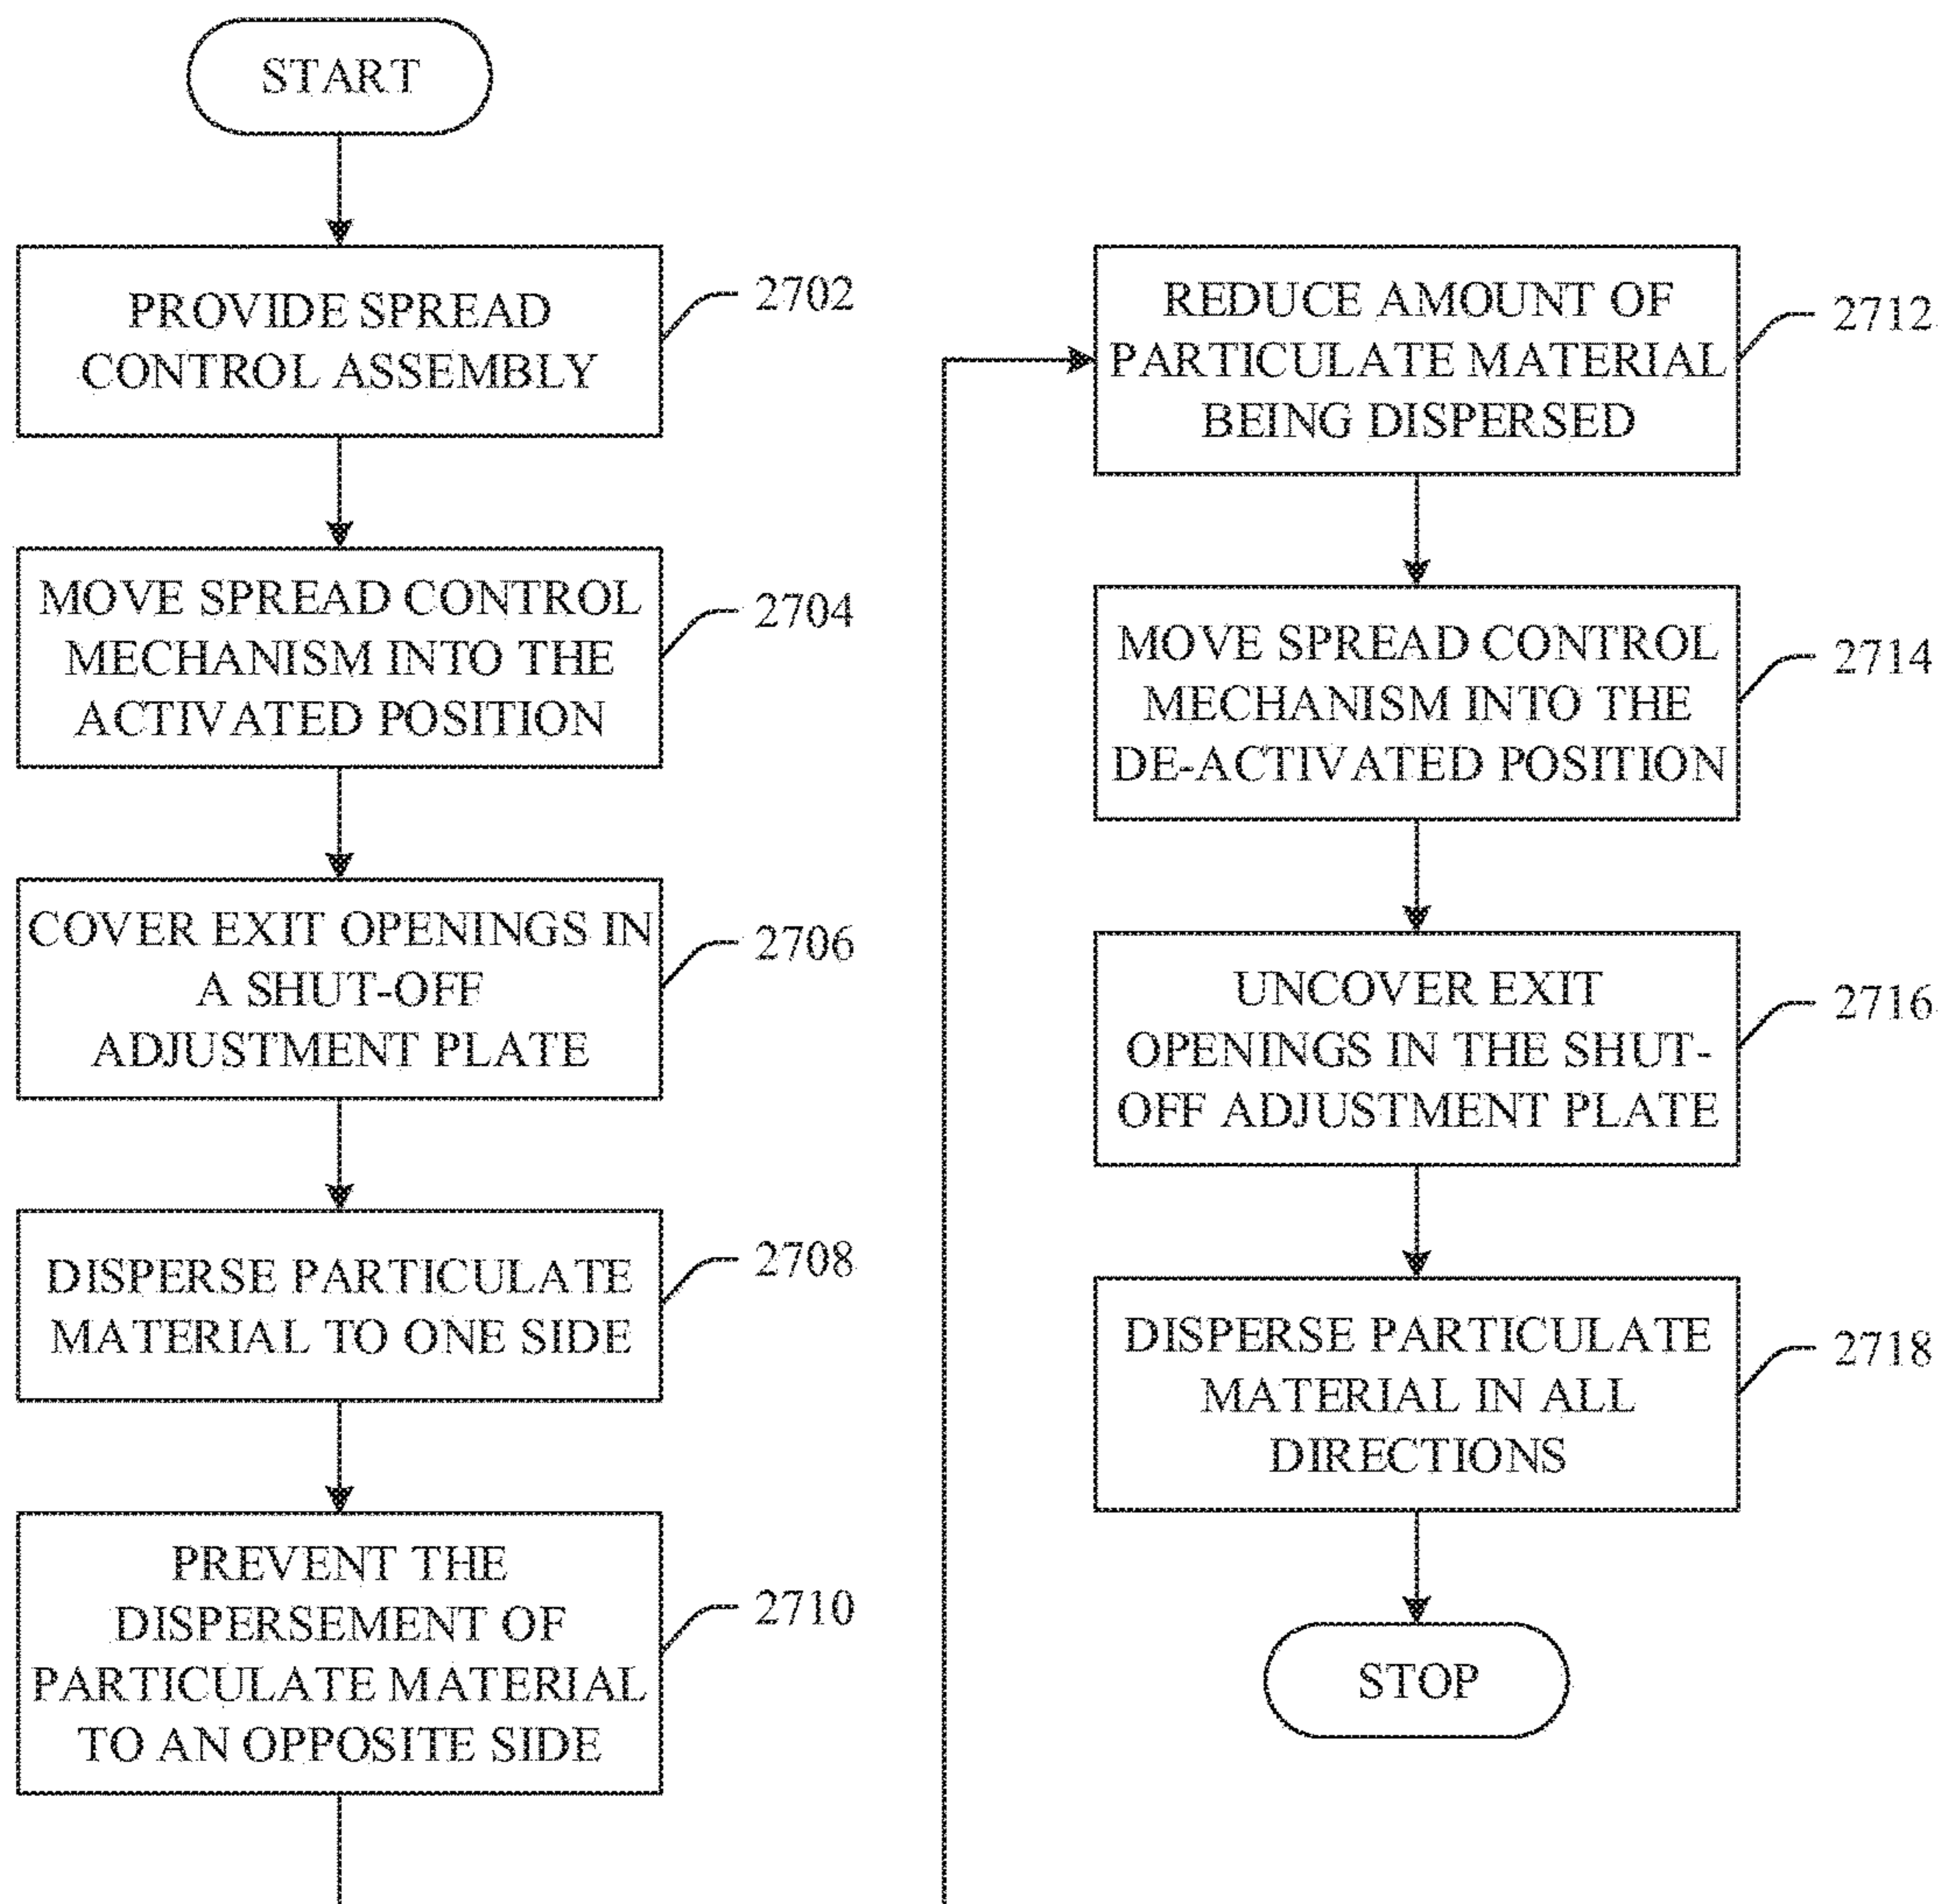 START
PROVIDE SPREAD
CONTROL ASSEMBLY
2702
MOVE SPREAD CONTROL
MECHANISM INTO THE
ACTIVATED POSITION
2704
COVER EXIT OPENINGS IN
A SHUT-OFF
ADJUSTMENT PLATE
2706
DISPERSE PARTICULATE
MATERIAL TO ONE SIDE
2708
PREVENT THE
DISPERSEMENT OF
PARTICULATE MATERIAL
TO AN OPPOSITE SIDE
2710
REDUCE AMOUNT OF
PARTICULATE MATERIAL
BEING DISPERSED
2712
MOVE SPREAD CONTROL
MECHANISM INTO THE
DE-ACTIVATED POSITION
2714
UNCOVER EXIT
OPENINGS IN THE SHUT-
OFF ADJUSTMENT PLATE
2716
DISPERSE PARTICULATE
MATERIAL IN ALL
DIRECTIONS
2718
STOP